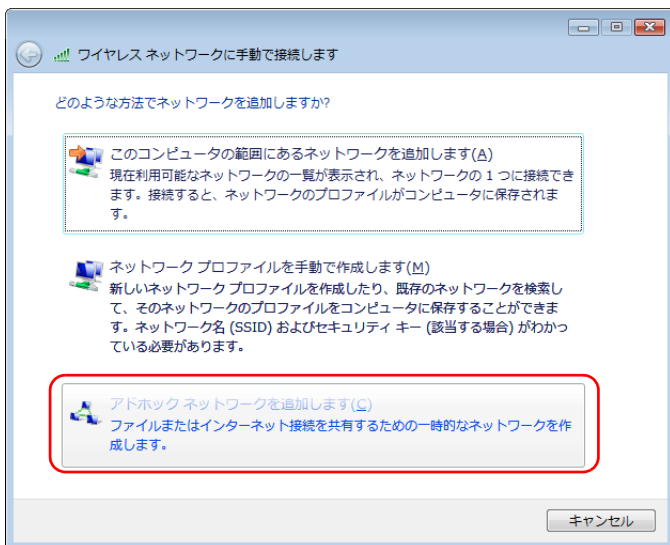 ワイヤレス ネットワークに手動で接続します
どのような方法でネットワークを追加しますか?
このコンピュータの範囲にあるネットワークを追加します(A)
現在利用可能なネットワークの一覧が表示され、ネットワークの 1 つに接続でき
ます。接続すると、ネットワークのプロファイルがコンピュータに保存されま
す。
ネットワーク プロファイルを手動で作成します(M)
新しいネットワーク プロファイルを作成したり、既存のネットワークを検索し
て、そのネットワークのプロファイルをコンピュータに保存することができま
す。ネットワーク名 (SSID) およびセキュリティ キー (該当する場合) がわかっ
ている必要があります。
アドホック ネットワークを追加します(C)
ファイルまたはインターネット接続を共有するための一時的なネットワークを作
成します。
キャンセル